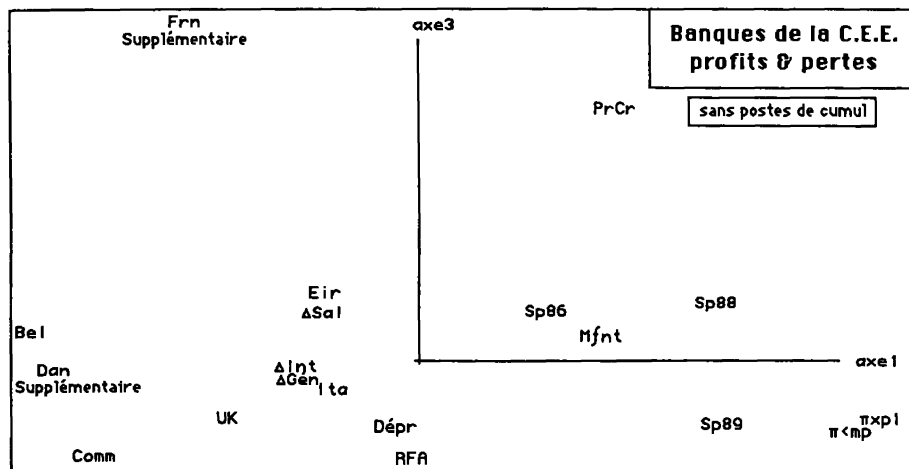 Frn
Supplémentaire
axe3
Banques de la C.E.E.
profits & pertes
PrCr
sans postes de cumul
Eir
ΔSal
Sp86
Sp88
Bel
Mfnt
axe1
Dan
Supplémentaire
ΔInt
ΔGen
Ita
UK
Dépr
Sp89
πxpl
π<mp
Comm
RFA